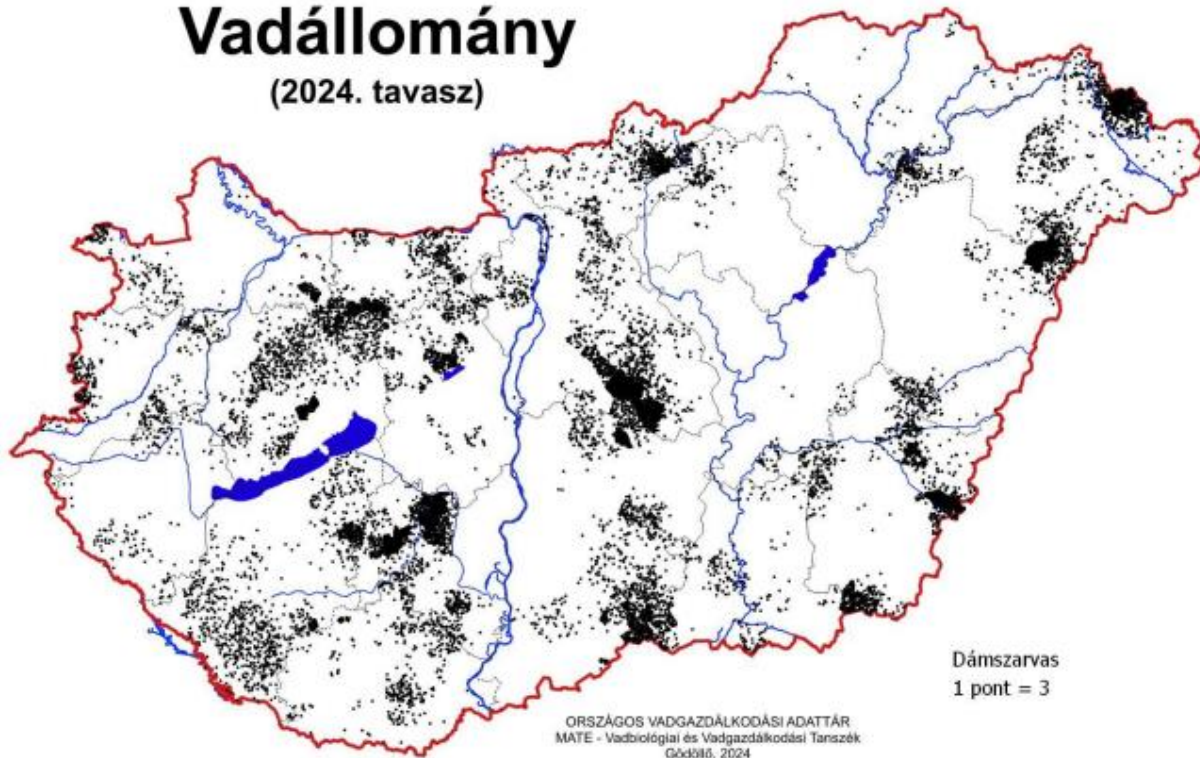 Vadállomány
(2024. tavasz)
Dámszarvas
1 pont = 3
ORSZÁGOS VADGAZDÁLKODÁSI ADATTÁR
MATE - Vadbiológiai és Vadgazdálkodási Tanszék
Gödöllő, 2024